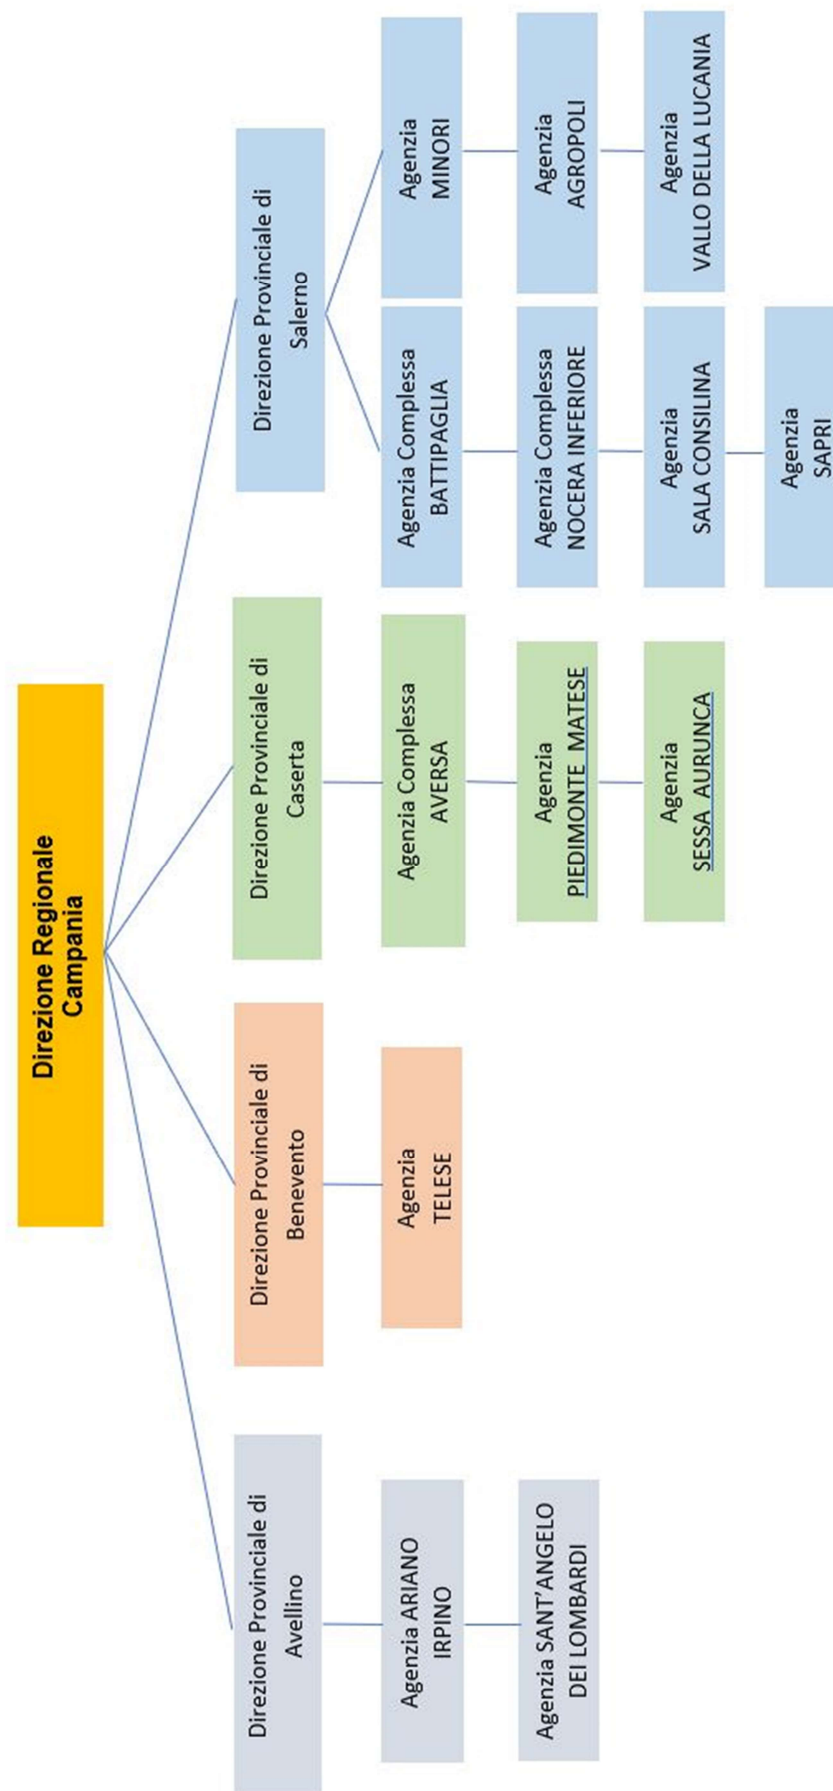 Direzione Regionale
Campania
Direzione Provinciale di
Avellino
Agenzia ARIANO
IRPINO
Agenzia SANT’ANGELO
DEI LOMBARDI
Direzione Provinciale di
Benevento
Agenzia
TELESE
Direzione Provinciale di
Caserta
Agenzia Complessa
AVERSA
Agenzia
PIEDIMONTE MATESE
Agenzia
SESSA AURUNCA
Direzione Provinciale di
Salerno
Agenzia Complessa
BATTIPAGLIA
Agenzia Complessa
NOCERA INFERIORE
Agenzia
SALA CONSILINA
Agenzia
SAPRI
Agenzia
MINORI
Agenzia
AGROPOLI
Agenzia
VALLO DELLA LUCANIA